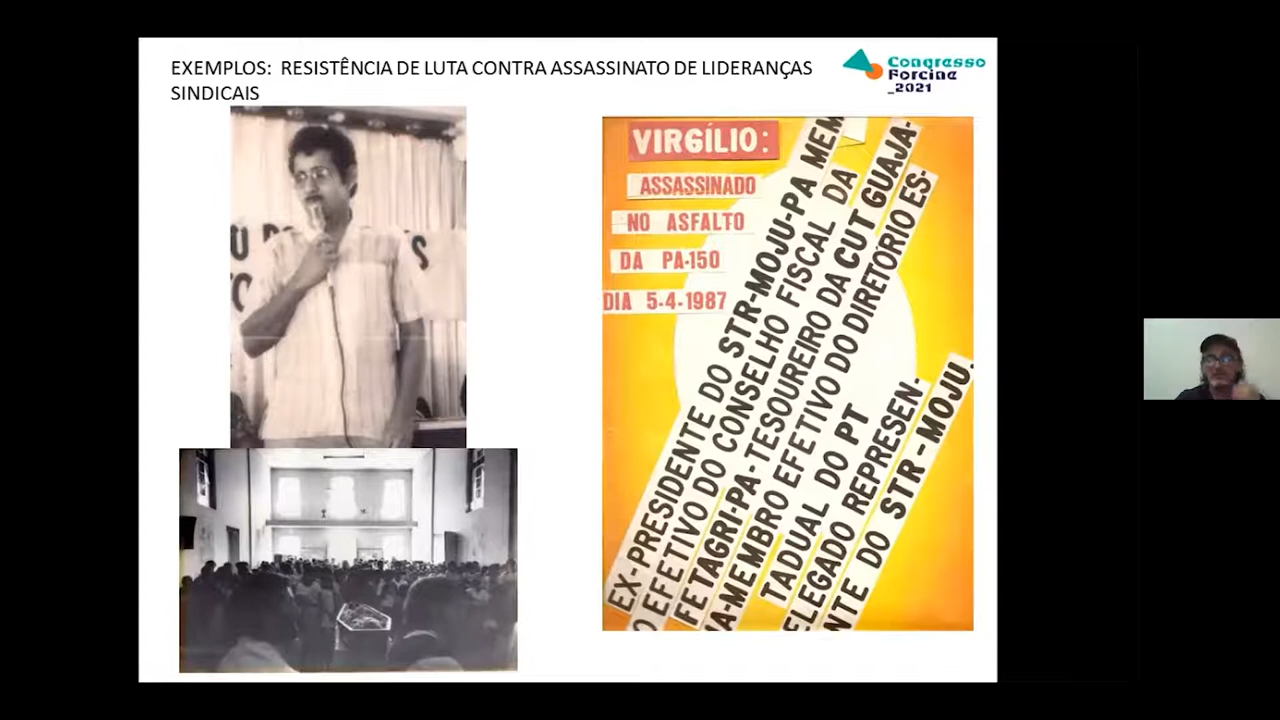 EXEMPLOS: RESISTÊNCIA DE LUTA CONTRA ASSASSINATO DE LIDERANÇAS
SINDICAIS
Congresso
Forcine
_2021
VIRGÍLIO:
ASSASSINADO
NO ASFALTO
DA PA-150
DIA 5-4-1987
EX-PRESIDENTE DO STR-MOJU-PA MEM
O EFETIVO DO CONSELHO FISCAL DA
FETAGRI-PA-TESOUREIRO DA CUT GUAJA-
A-MEMBRO EFETIVO DO DIRETÓRIO ES-
TADUAL DO PT
ELEGADO REPRESEN-
NTE DO STR-MOJU.